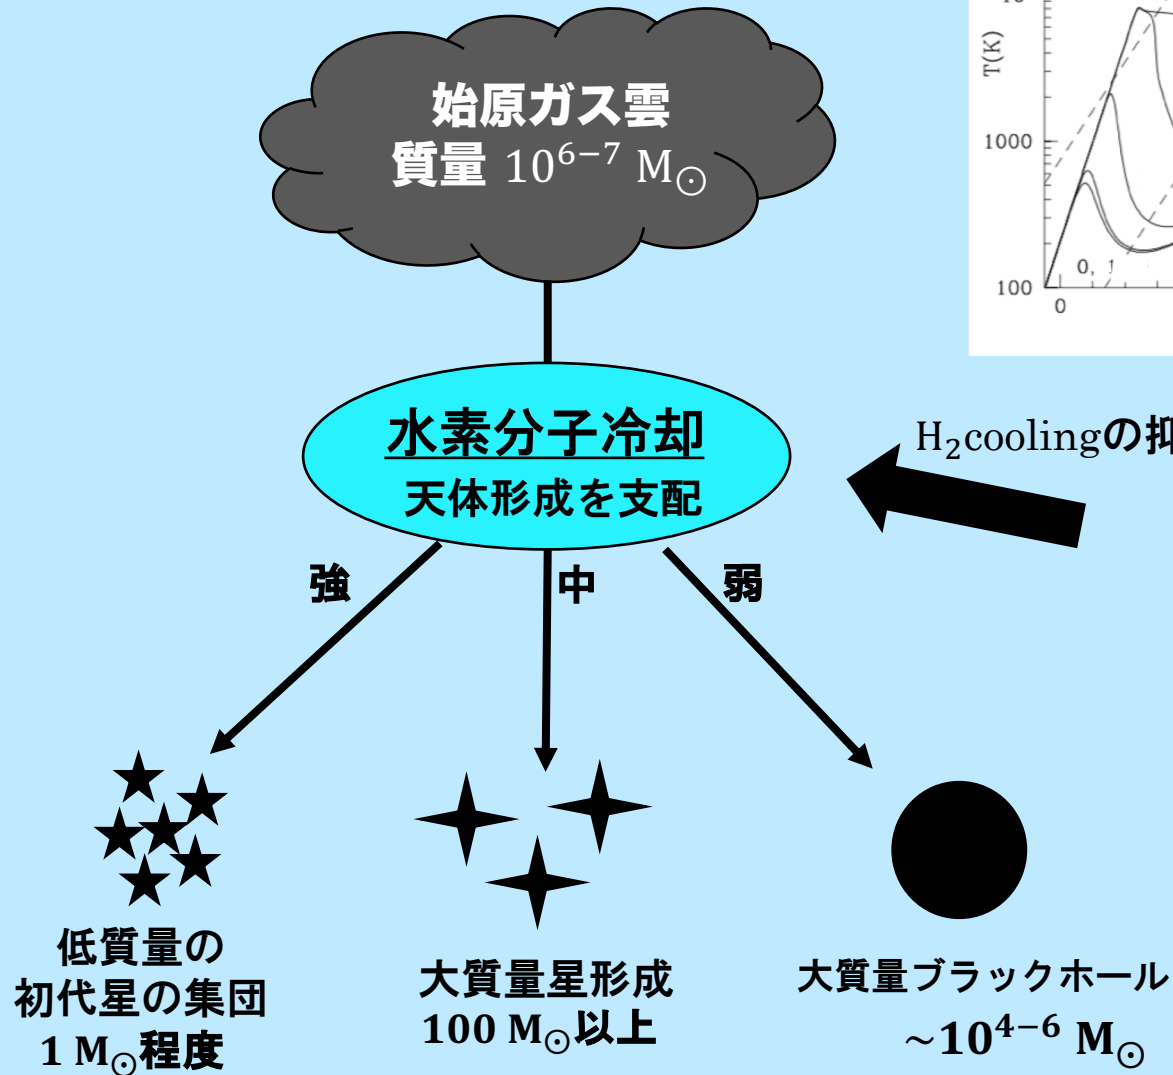 始原ガス雲
質量 10⁶⁻⁷ M☉
T(K)
1000
100
0, 1
0
水素分子冷却
天体形成を支配
H₂coolingの抑
強
中
弱
低質量の
初代星の集団
1 M☉程度
大質量星形成
100 M☉以上
大質量ブラックホール
~10⁴⁻⁶ M☉